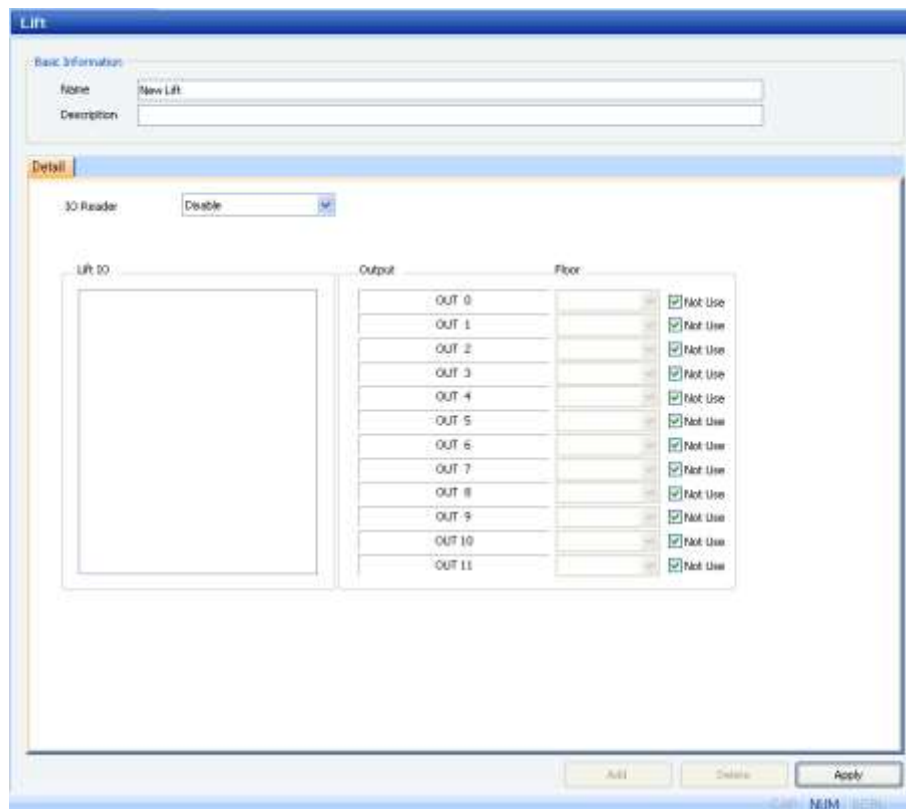 Lift
Basic Information
Name New Lift
Description
Detail
IO Reader Disable
Lift IO Output Floor
OUT 0 Not Use
OUT 1 Not Use
OUT 2 Not Use
OUT 3 Not Use
OUT 4 Not Use
OUT 5 Not Use
OUT 6 Not Use
OUT 7 Not Use
OUT 8 Not Use
OUT 9 Not Use
OUT 10 Not Use
OUT 11 Not Use
Add Delete Apply
CAP NUM SCRL